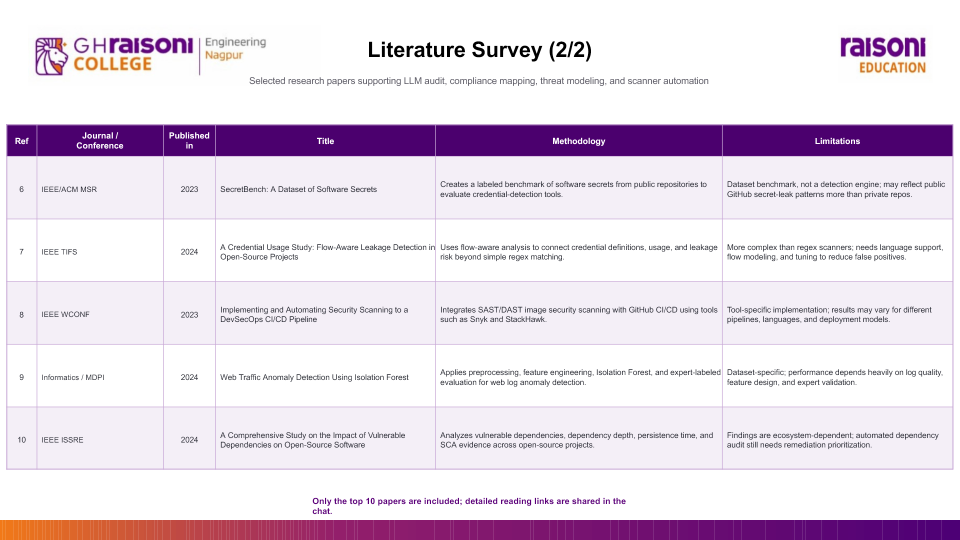 GHraisoni
COLLEGE
Engineering
Nagpur
Literature Survey (2/2)
raisoni
EDUCATION
Selected research papers supporting LLM audit, compliance mapping, threat modeling, and scanner automation
Ref
Journal /
Conference
Published
in
Title
Methodology
Limitations
6
IEEE/ACM MSR
2023
SecretBench: A Dataset of Software Secrets
Creates a labeled benchmark of software secrets from public repositories to
evaluate credential-detection tools.
Dataset benchmark, not a detection engine; may reflect public
GitHub secret-leak patterns more than private repos.
7
IEEE TIFS
2024
A Credential Usage Study: Flow-Aware Leakage Detection in
Open-Source Projects
Uses flow-aware analysis to connect credential definitions, usage, and leakage
risk beyond simple regex matching.
More complex than regex scanners; needs language support,
flow modeling, and tuning to reduce false positives.
8
IEEE WCONF
2023
Implementing and Automating Security Scanning to a
DevSecOps CI/CD Pipeline
Integrates SAST/DAST image security scanning with GitHub CI/CD using tools
such as Snyk and StackHawk.
Tool-specific implementation; results may vary for different
pipelines, languages, and deployment models.
9
Informatics / MDPI
2024
Web Traffic Anomaly Detection Using Isolation Forest
Applies preprocessing, feature engineering, Isolation Forest, and expert-labeled
evaluation for web log anomaly detection.
Dataset-specific; performance depends heavily on log quality,
feature design, and expert validation.
10
IEEE ISSRE
2024
A Comprehensive Study on the Impact of Vulnerable
Dependencies on Open-Source Software
Analyzes vulnerable dependencies, dependency depth, persistence time, and
SCA evidence across open-source projects.
Findings are ecosystem-dependent; automated dependency
audit still needs remediation prioritization.
Only the top 10 papers are included; detailed reading links are shared in the
chat.